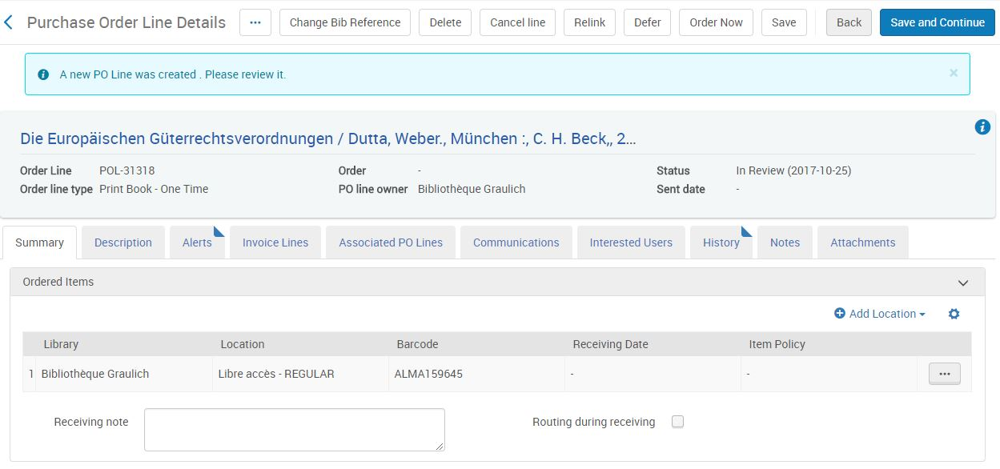 Purchase Order Line Details ... Change Bib Reference Delete Cancel line Relink Defer Order Now Save Back Save and Continue
A new PO Line was created . Please review it. ×
Die Europäischen Güterrechtsverordnungen / Dutta, Weber., München :, C. H. Beck,, 2...
Order Line POL-31318 Order - Status In Review (2017-10-25)
Order line type Print Book - One Time PO line owner Bibliothèque Graulich Sent date -
Summary Description Alerts Invoice Lines Associated PO Lines Communications Interested Users History Notes Attachments
Ordered Items
Add Location
Library Location Barcode Receiving Date Item Policy
1 Bibliothèque Graulich Libre accès - REGULAR ALMA159645 - - ...
Receiving note Routing during receiving